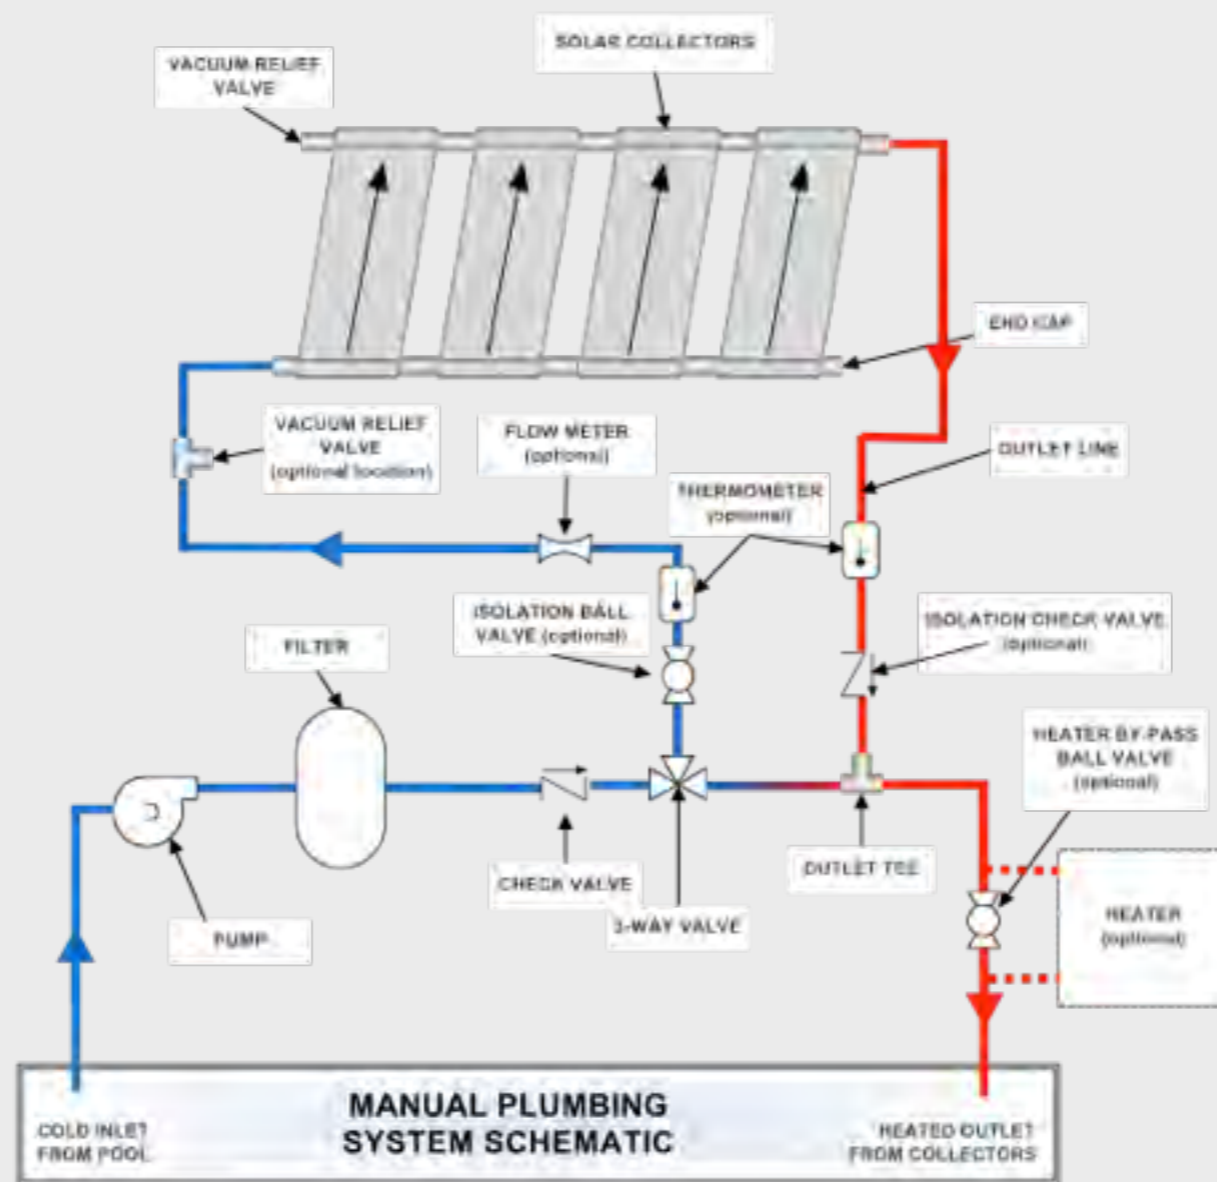 SOLAR COLLECTORS
VACUUM RELIEF
VALVE
END CAP
VACUUM RELIEF
VALVE
(optional location)
FLOW METER
(optional)
OUTLET LINE
THERMOMETER
(optional)
ISOLATION BALL
VALVE (optional)
ISOLATION CHECK VALVE
(optional)
FILTER
HEATER BY-PASS
BALL VALVE
(optional)
CHECK VALVE
OUTLET TEE
3-WAY VALVE
PUMP
HEATER
(optional)
MANUAL PLUMBING
SYSTEM SCHEMATIC
COLD INLET
FROM POOL
HEATED OUTLET
FROM COLLECTORS